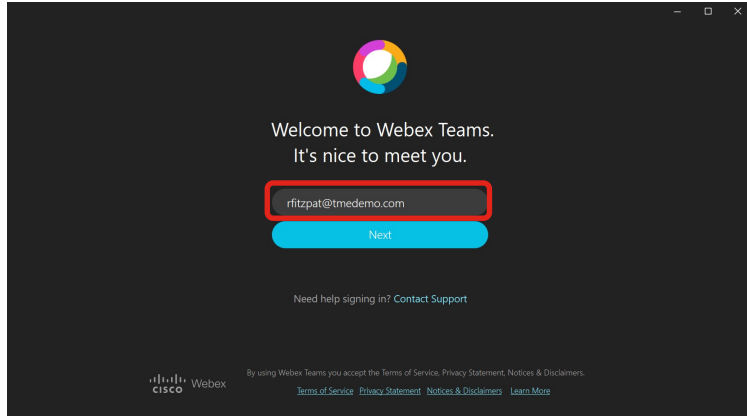 Welcome to Webex Teams.
It's nice to meet you.
rfitzpat@tmedemo.com
Next
Need help signing in? Contact Support
CISCO Webex
By using Webex Teams you accept the Terms of Service, Privacy Statement, Notices & Disclaimers.
Terms of Service Privacy Statement Notices & Disclaimers Learn More